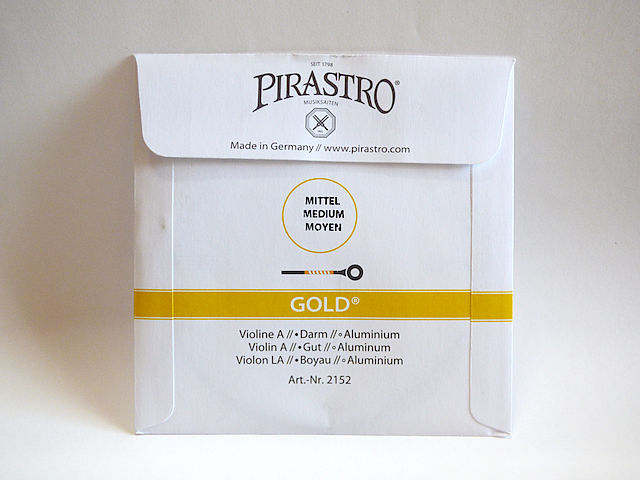 SEIT 1798
PIRASTRO®
MUSIKSAITEN
Made in Germany // www.pirastro.com
MITTEL
MEDIUM
MOYEN
GOLD®
Violine A //•Darm //∘Aluminium
Violin A //•Gut //∘Aluminum
Violon LA //•Boyau //∘Aluminium
Art.-Nr. 2152